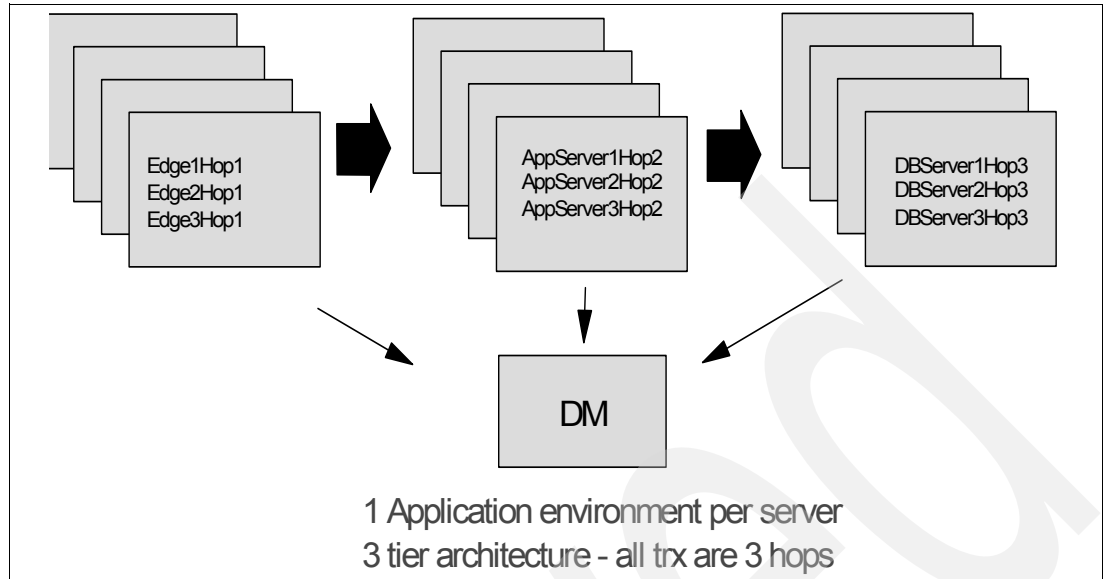 Edge1Hop1
Edge2Hop1
Edge3Hop1
AppServer1Hop2
AppServer2Hop2
AppServer3Hop2
DBServer1Hop3
DBServer2Hop3
DBServer3Hop3
DM
1 Application environment per server
3 tier architecture - all trx are 3 hops